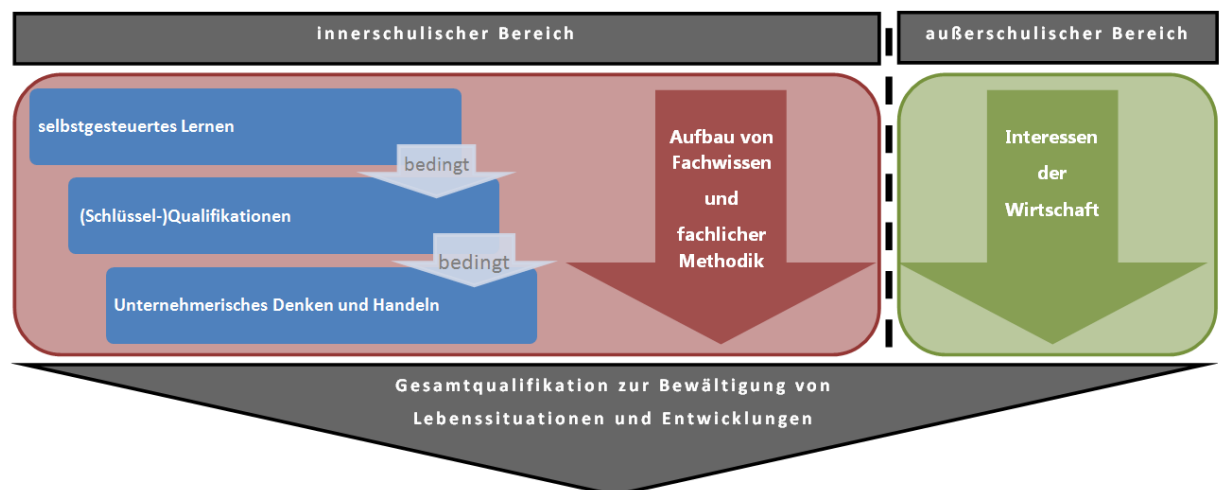 innerschulischer Bereich
außerschulischer Bereich
selbstgesteuertes Lernen
bedingt
(Schlüssel-)Qualifikationen
bedingt
Unternehmerisches Denken und Handeln
Aufbau von
Fachwissen
und
fachlicher
Methodik
Interessen
der
Wirtschaft
Gesamtqualifikation zur Bewältigung von
Lebenssituationen und Entwicklungen